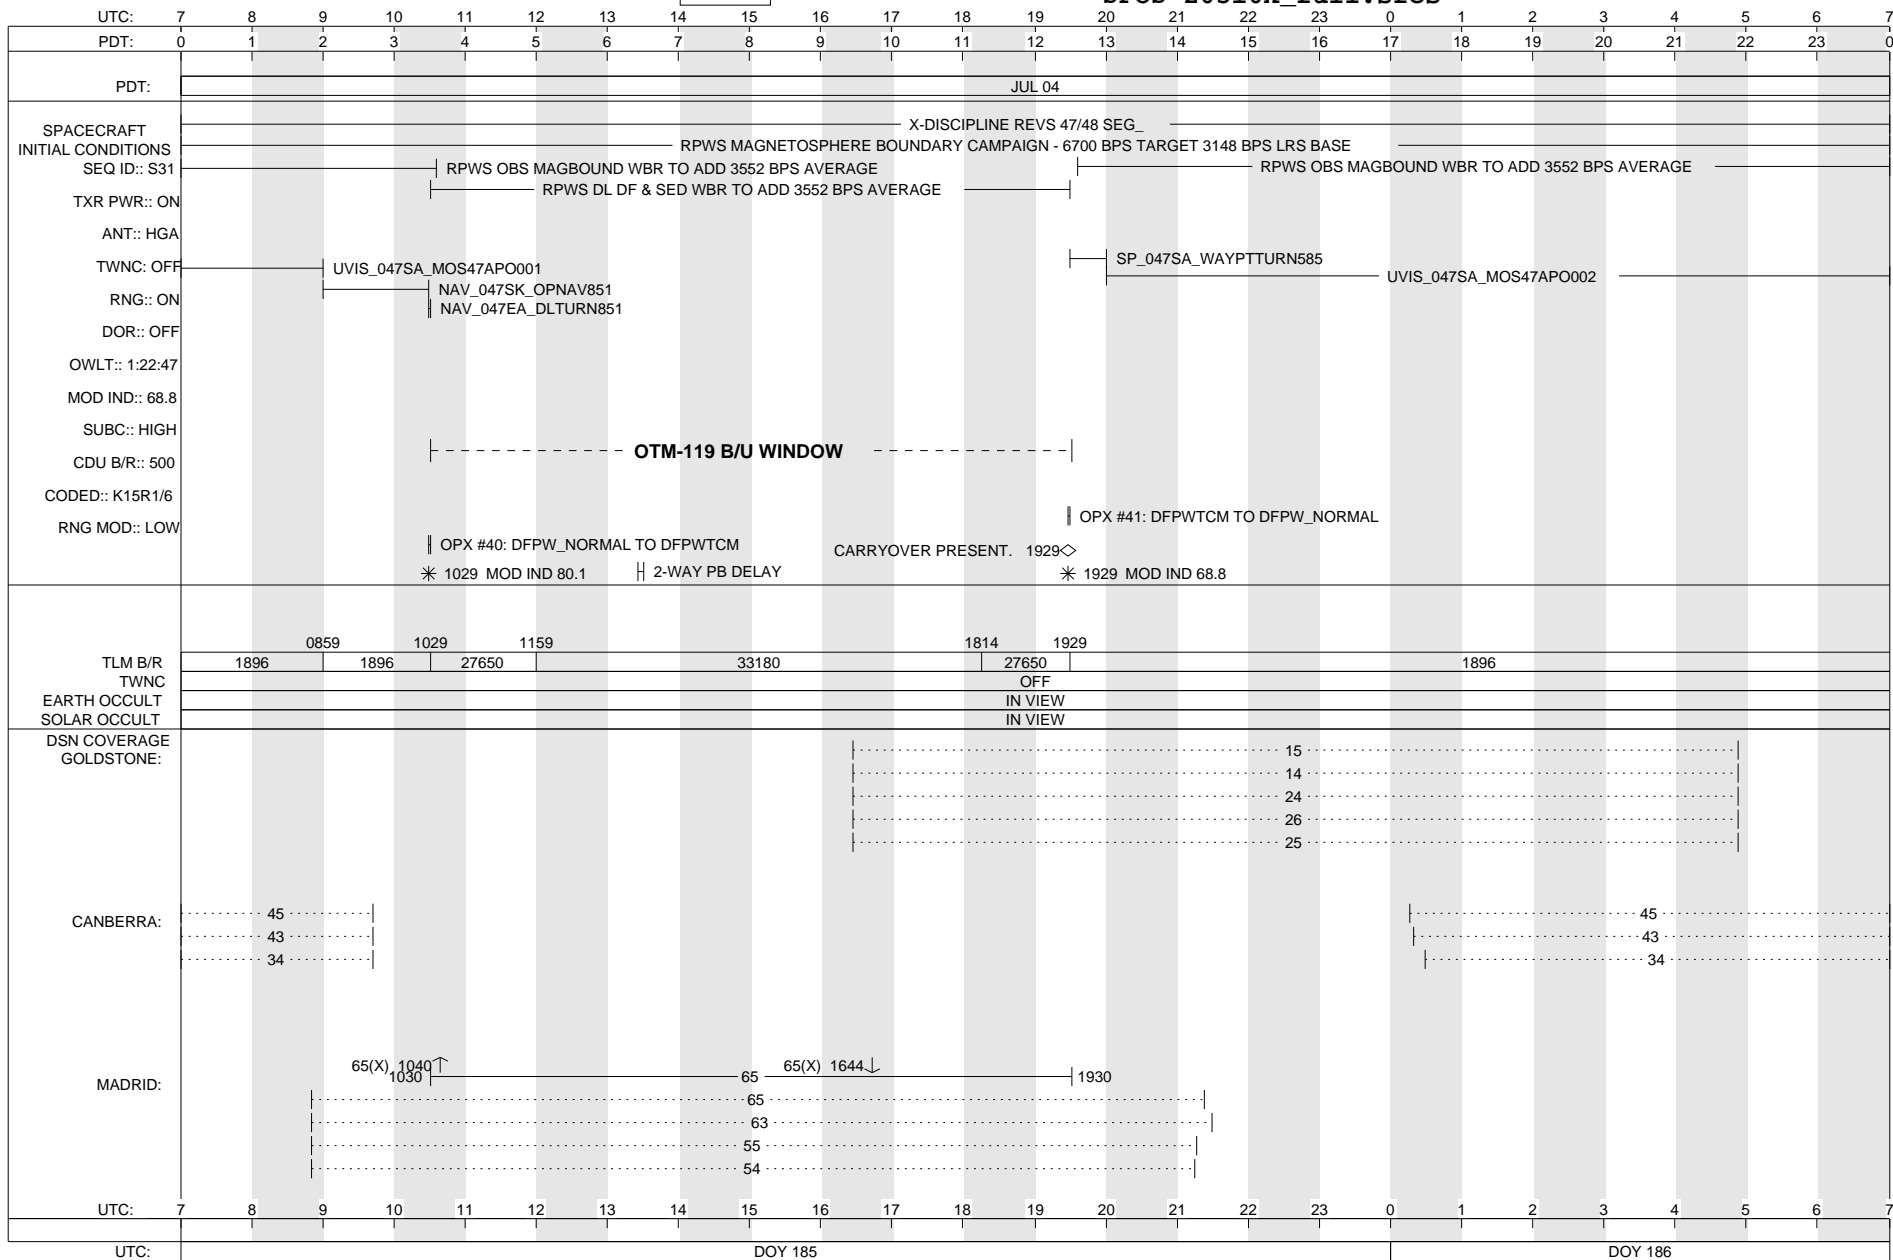 UTC: 7 8 9 10 11 12 13 14 15 16 17 18 19 20 21 22 23 0 1 2 3 4 5 6 7
PDT: 0 1 2 3 4 5 6 7 8 9 10 11 12 13 14 15 16 17 18 19 20 21 22 23 0
PDT: JUL 04
SPACECRAFT
INITIAL CONDITIONS
X-DISCIPLINE REVS 47/48 SEG_
RPWS MAGNETOSPHERE BOUNDARY CAMPAIGN - 6700 BPS TARGET 3148 BPS LRS BASE
SEQ ID:: S31
RPWS OBS MAGBOUND WBR TO ADD 3552 BPS AVERAGE
RPWS OBS MAGBOUND WBR TO ADD 3552 BPS AVERAGE
RPWS DL DF & SED WBR TO ADD 3552 BPS AVERAGE
TXR PWR:: ON
ANT:: HGA
TWNC: OFF
SP_047SA_WAYPTTURN585
UVIS_047SA_MOS47APO001
UVIS_047SA_MOS47APO002
NAV_047SK_OPNAV851
RNG:: ON
NAV_047EA_DLTURN851
DOR:: OFF
OWLT:: 1:22:47
MOD IND:: 68.8
SUBC:: HIGH
OTM-119 B/U WINDOW
CDU B/R:: 500
CODED:: K15R1/6
OPX #41: DFPWTCM TO DFPW_NORMAL
RNG MOD:: LOW
OPX #40: DFPW_NORMAL TO DFPWTCM
CARRYOVER PRESENT. 1929
1029 MOD IND 80.1
2-WAY PB DELAY
1929 MOD IND 68.8
0859 1029 1159 1814 1929
TLM B/R 1896 1896 27650 33180 27650 1896
TWNC OFF
EARTH OCCULT IN VIEW
SOLAR OCCULT IN VIEW
DSN COVERAGE
GOLDSTONE:
15
14
24
26
25
CANBERRA:
45 45
43 43
34 34
MADRID:
65(X) 1040 65(X) 1644
1030 65 1930
65
63
55
54
UTC: 7 8 9 10 11 12 13 14 15 16 17 18 19 20 21 22 23 0 1 2 3 4 5 6 7
UTC: DOY 185 DOY 186